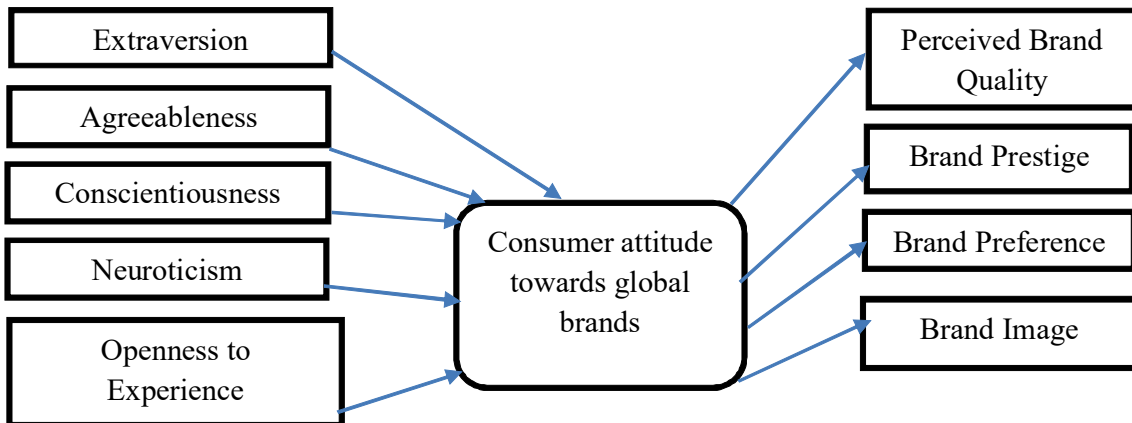 Extraversion
Agreeableness
Conscientiousness
Neuroticism
Openness to
Experience
Consumer attitude
towards global
brands
Perceived Brand
Quality
Brand Prestige
Brand Preference
Brand Image